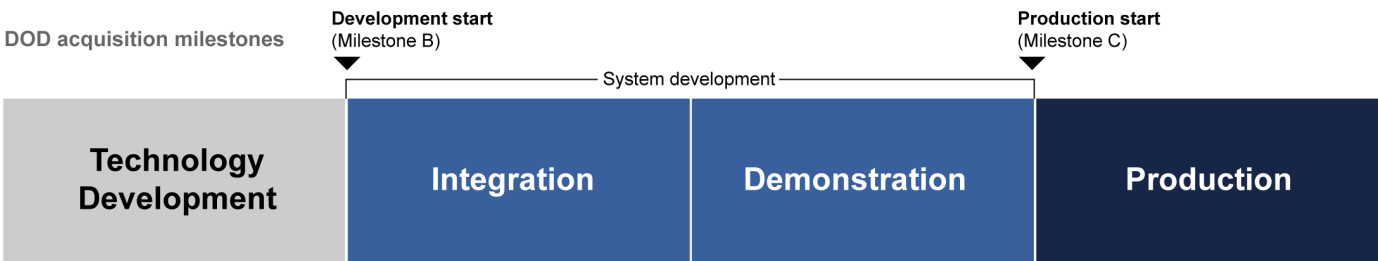 DOD acquisition milestones
Development start
(Milestone B)
Production start
(Milestone C)
System development
Technology
Development
Integration
Demonstration
Production